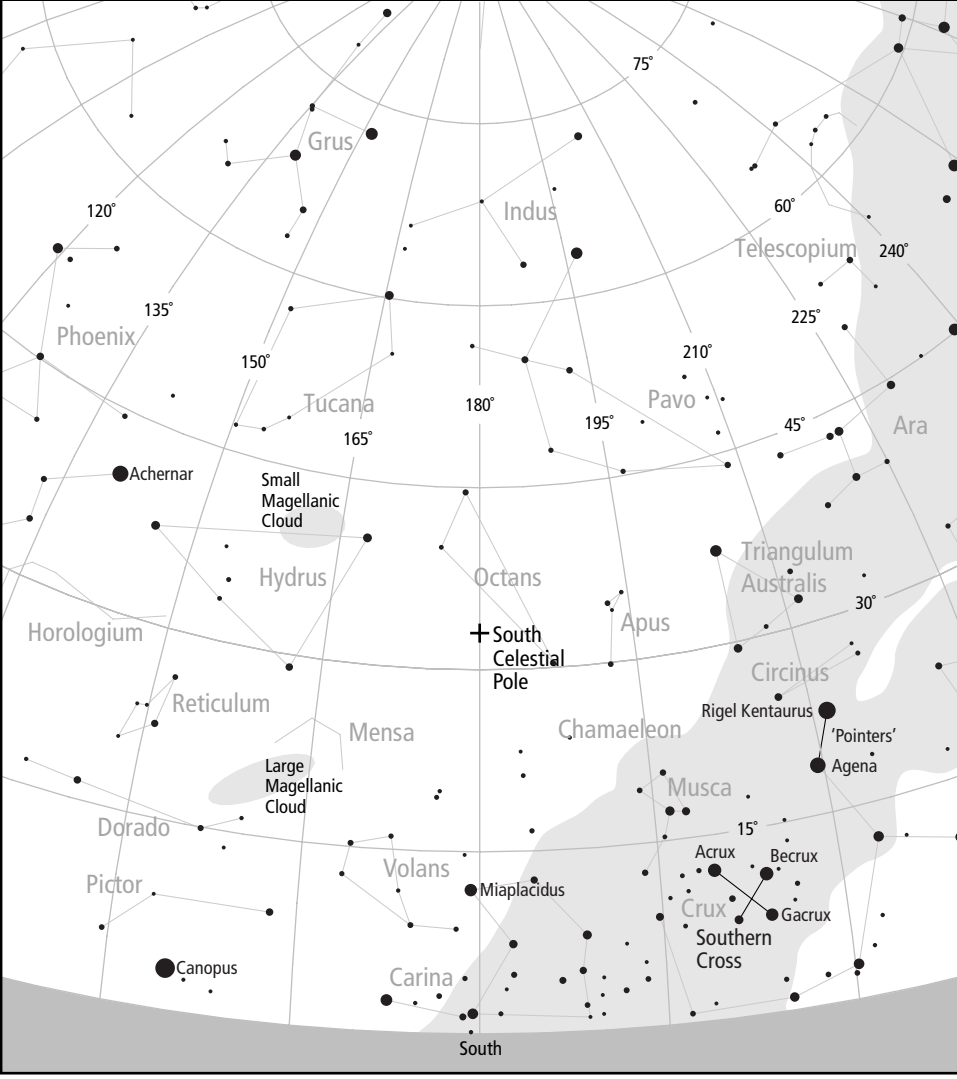 75°
Grus
120°
60°
Indus
Telescopium
240°
135°
225°
Phoenix
150°
210°
Tucana
180°
Pavo
165°
195°
45°
Ara
Achernar
Small
Magellanic
Cloud
Hydrus
Octans
Triangulum
Australis
30°
Horologium
Apus
South
Celestial
Pole
Circinus
Reticulum
Rigel Kentaurus
Mensa
Chamaeleon
'Pointers'
Large
Magellanic
Cloud
Agena
Musca
Dorado
15°
Acrux
Becrux
Volans
Pictor
Miaplacidus
Crux
Gacrux
Southern
Cross
Canopus
Carina
South